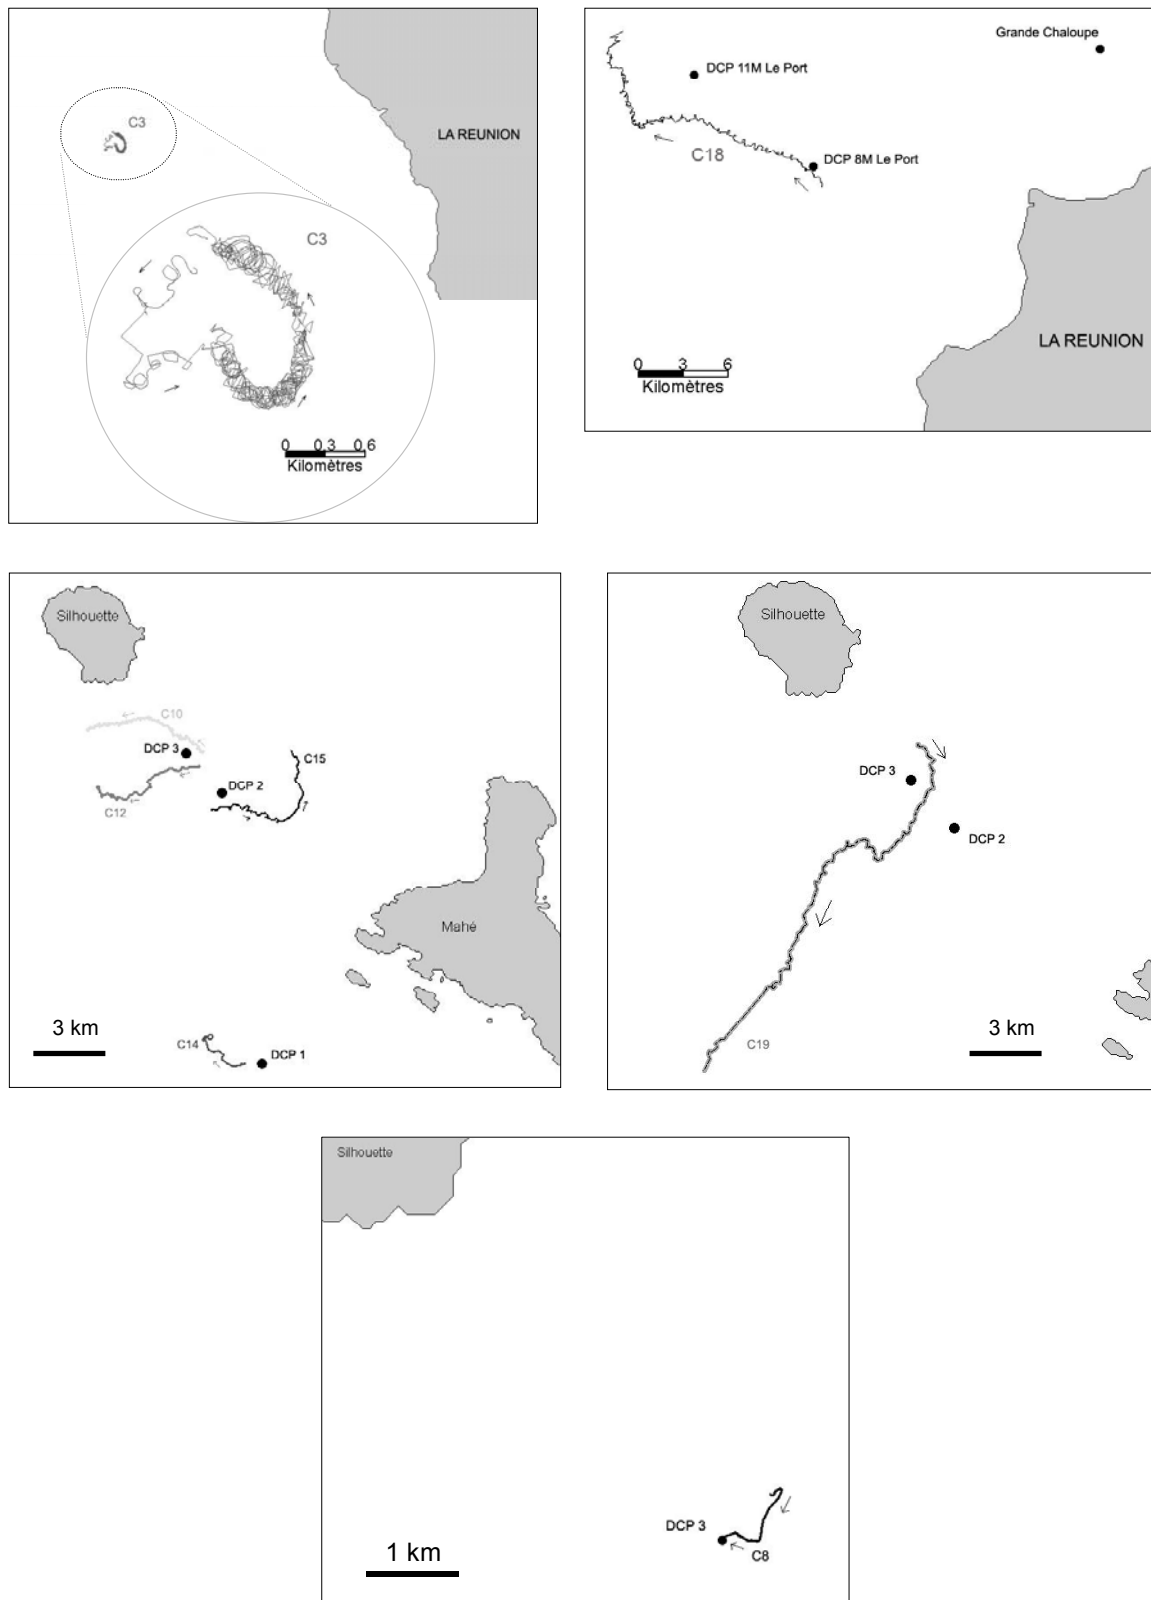 C3
LA REUNION
C3
0 0.3 0.6
Kilomètres
Grande Chaloupe
DCP 11M Le Port
DCP 8M Le Port
C18
LA REUNION
0 3 6
Kilomètres
Silhouette
C10
DCP 3
C15
DCP 2
C12
Mahé
3 km
C14
DCP 1
Silhouette
DCP 3
DCP 2
3 km
C19
Silhouette
DCP 3
C8
1 km